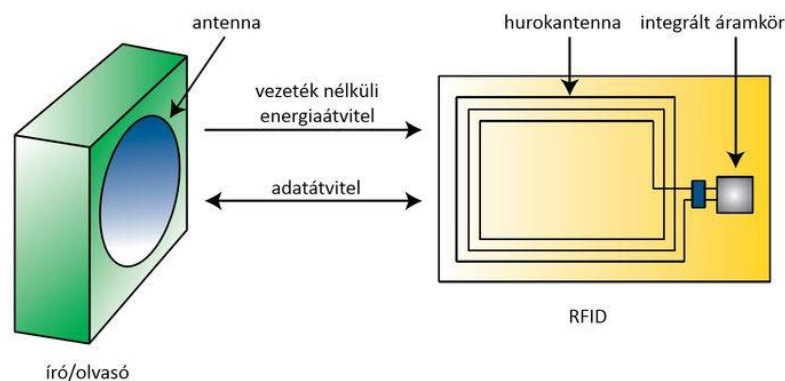 antenna
hurokantenna
integrált áramkör
vezeték nélküli
energiaátvitel
adatátvitel
RFID
író/olvasó